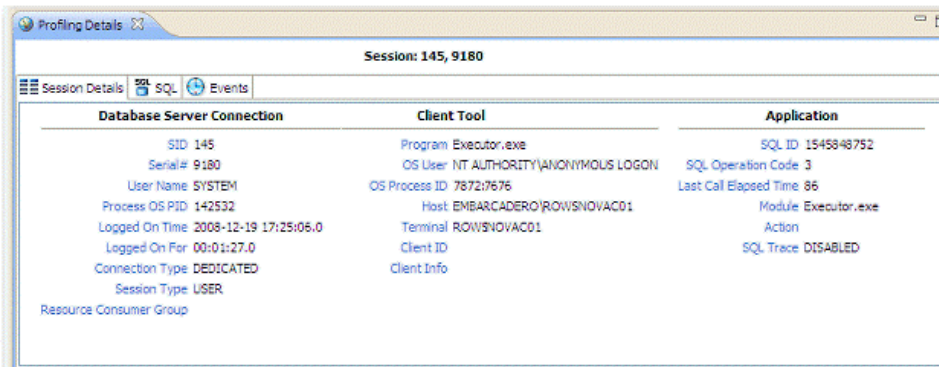 Profiling Details
Session: 145, 9180
Session Details SQL Events
Database Server Connection
SID 145
Serial# 9180
User Name SYSTEM
Process OS PID 142532
Logged On Time 2008-12-19 17:25:06.0
Logged On For 00:01:27.0
Connection Type DEDICATED
Session Type USER
Resource Consumer Group
Client Tool
Program Executor.exe
OS User NT AUTHORITY\ANONYMOUS LOGON
OS Process ID 7872:7676
Host EMBARCADERO\ROWSNOVAC01
Terminal ROWSNOVAC01
Client ID
Client Info
Application
SQL ID 1545848752
SQL Operation Code 3
Last Call Elapsed Time 86
Module Executor.exe
Action
SQL Trace DISABLED